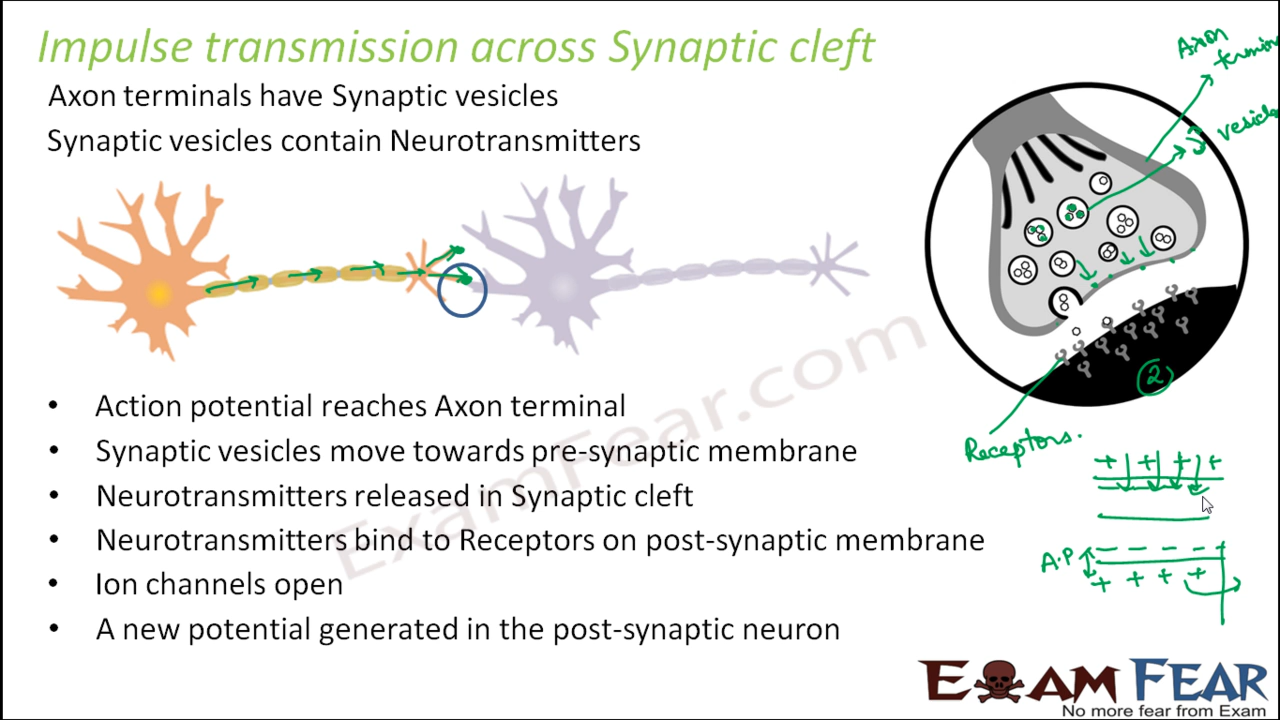 Impulse transmission across Synaptic cleft
Axon terminals have Synaptic vesicles
Synaptic vesicles contain Neurotransmitters
Axon
vesicle
Receptors.
2
+ + + +
A.P
- - - - +
+ + + +
• Action potential reaches Axon terminal
• Synaptic vesicles move towards pre-synaptic membrane
• Neurotransmitters released in Synaptic cleft
• Neurotransmitters bind to Receptors on post-synaptic membrane
• Ion channels open
• A new potential generated in the post-synaptic neuron
ExamFear.com
EXAM FEAR
No more fear from Exam